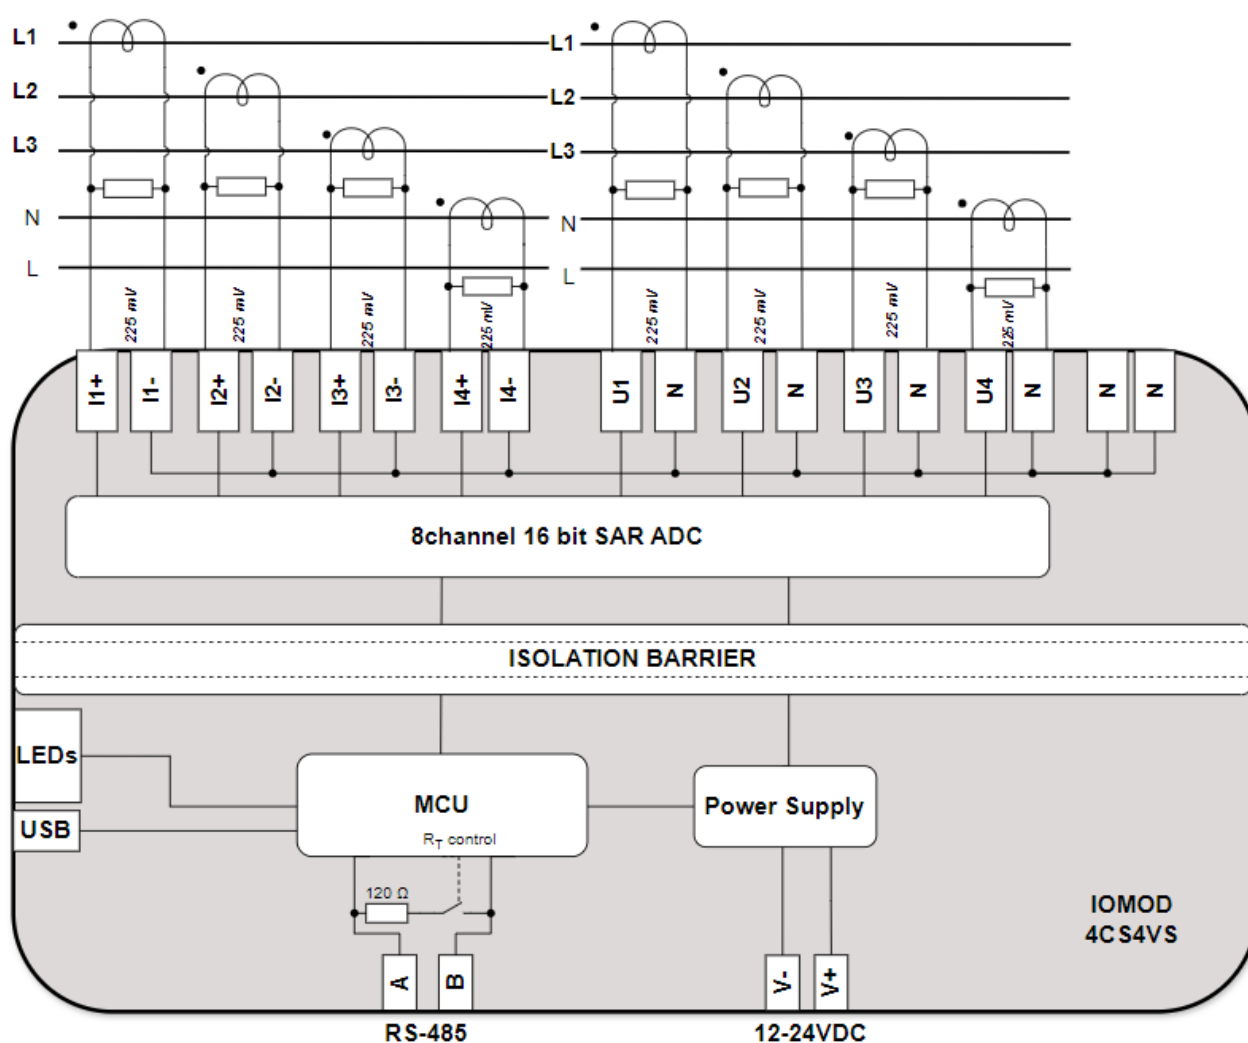 L1
L1
L2
L2
L3
L3
N
N
L
L
225 mV
225 mV
225 mV
225 mV
225 mV
225 mV
225 mV
225 mV
I1+
I1-
I2+
I2-
I3+
I3-
I4+
I4-
U1
N
U2
N
U3
N
U4
N
N
N
8channel 16 bit SAR ADC
ISOLATION BARRIER
LEDs
USB
MCU
RT control
Power Supply
120 Ω
IOMOD
4CS4VS
A
B
V-
V+
RS-485
12-24VDC